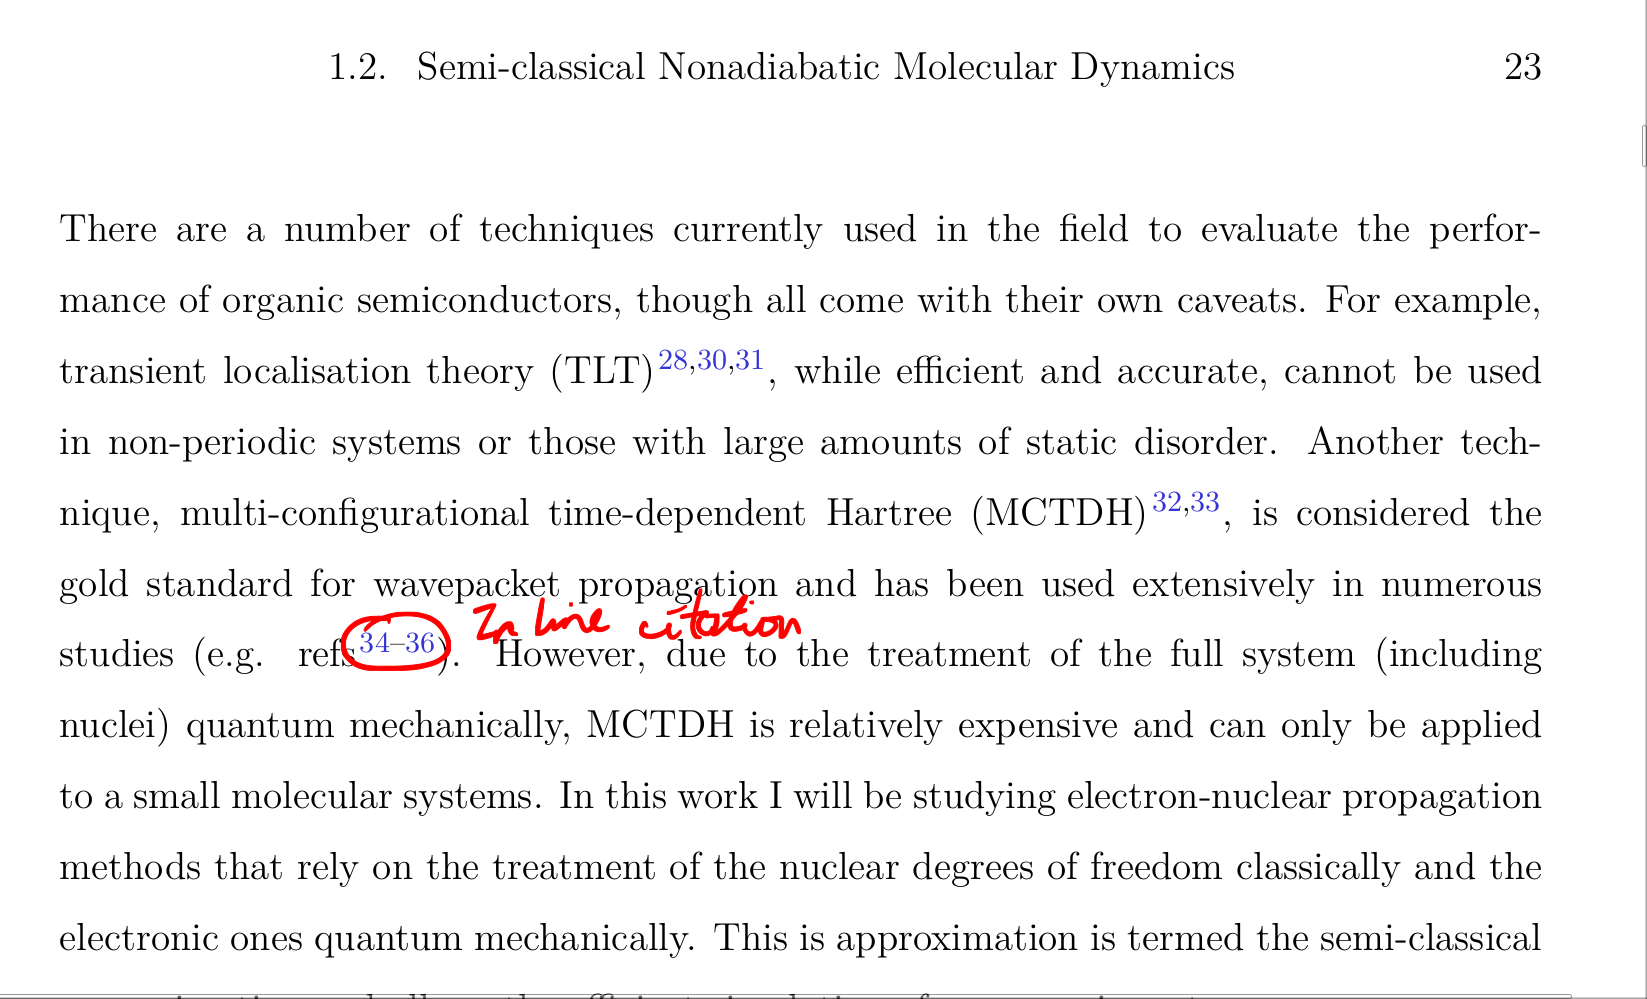 1.2. Semi-classical Nonadiabatic Molecular Dynamics 23
There are a number of techniques currently used in the field to evaluate the perfor-
mance of organic semiconductors, though all come with their own caveats. For example,
transient localisation theory (TLT)28,30,31, while efficient and accurate, cannot be used
in non-periodic systems or those with large amounts of static disorder. Another tech-
nique, multi-configurational time-dependent Hartree (MCTDH)32,33, is considered the
gold standard for wavepacket propagation and has been used extensively in numerous
In line citation
studies (e.g. refs34–36). However, due to the treatment of the full system (including
nuclei) quantum mechanically, MCTDH is relatively expensive and can only be applied
to a small molecular systems. In this work I will be studying electron-nuclear propagation
methods that rely on the treatment of the nuclear degrees of freedom classically and the
electronic ones quantum mechanically. This is approximation is termed the semi-classical